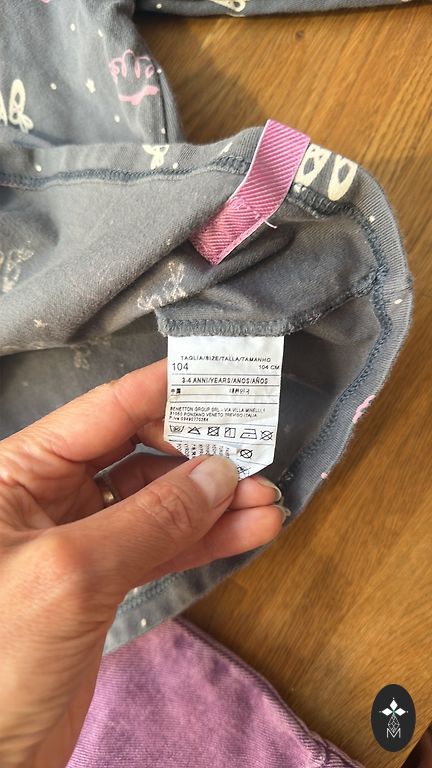 TAGLIA/SIZE/TALLA/TAMANHO
104 104 CM
3-4 ANNI/YEARS/ANOS/AÑOS
BENETTON GROUP SRL - VIA VILLA MINELLI,1
31050 PONZANO VENETO TREVISO ITALIA
M